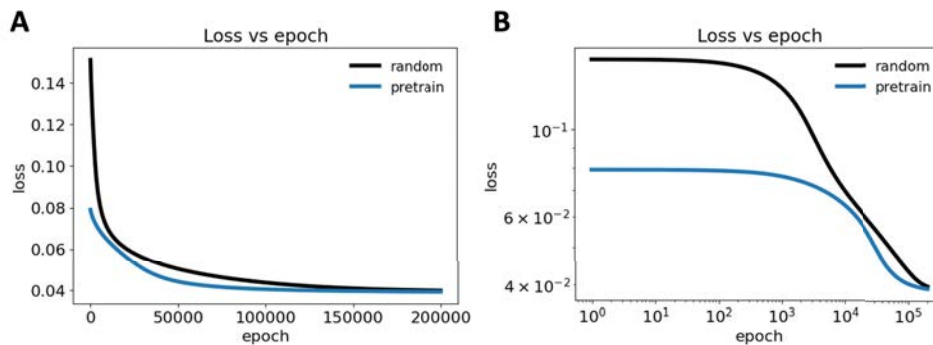 A
Loss vs epoch
random
pretrain
0.14
0.12
0.10
0.08
0.06
0.04
loss
0
50000
100000
150000
200000
epoch
B
Loss vs epoch
random
pretrain
10⁻¹
6 × 10⁻²
4 × 10⁻²
loss
10⁰
10¹
10²
10³
10⁴
10⁵
epoch